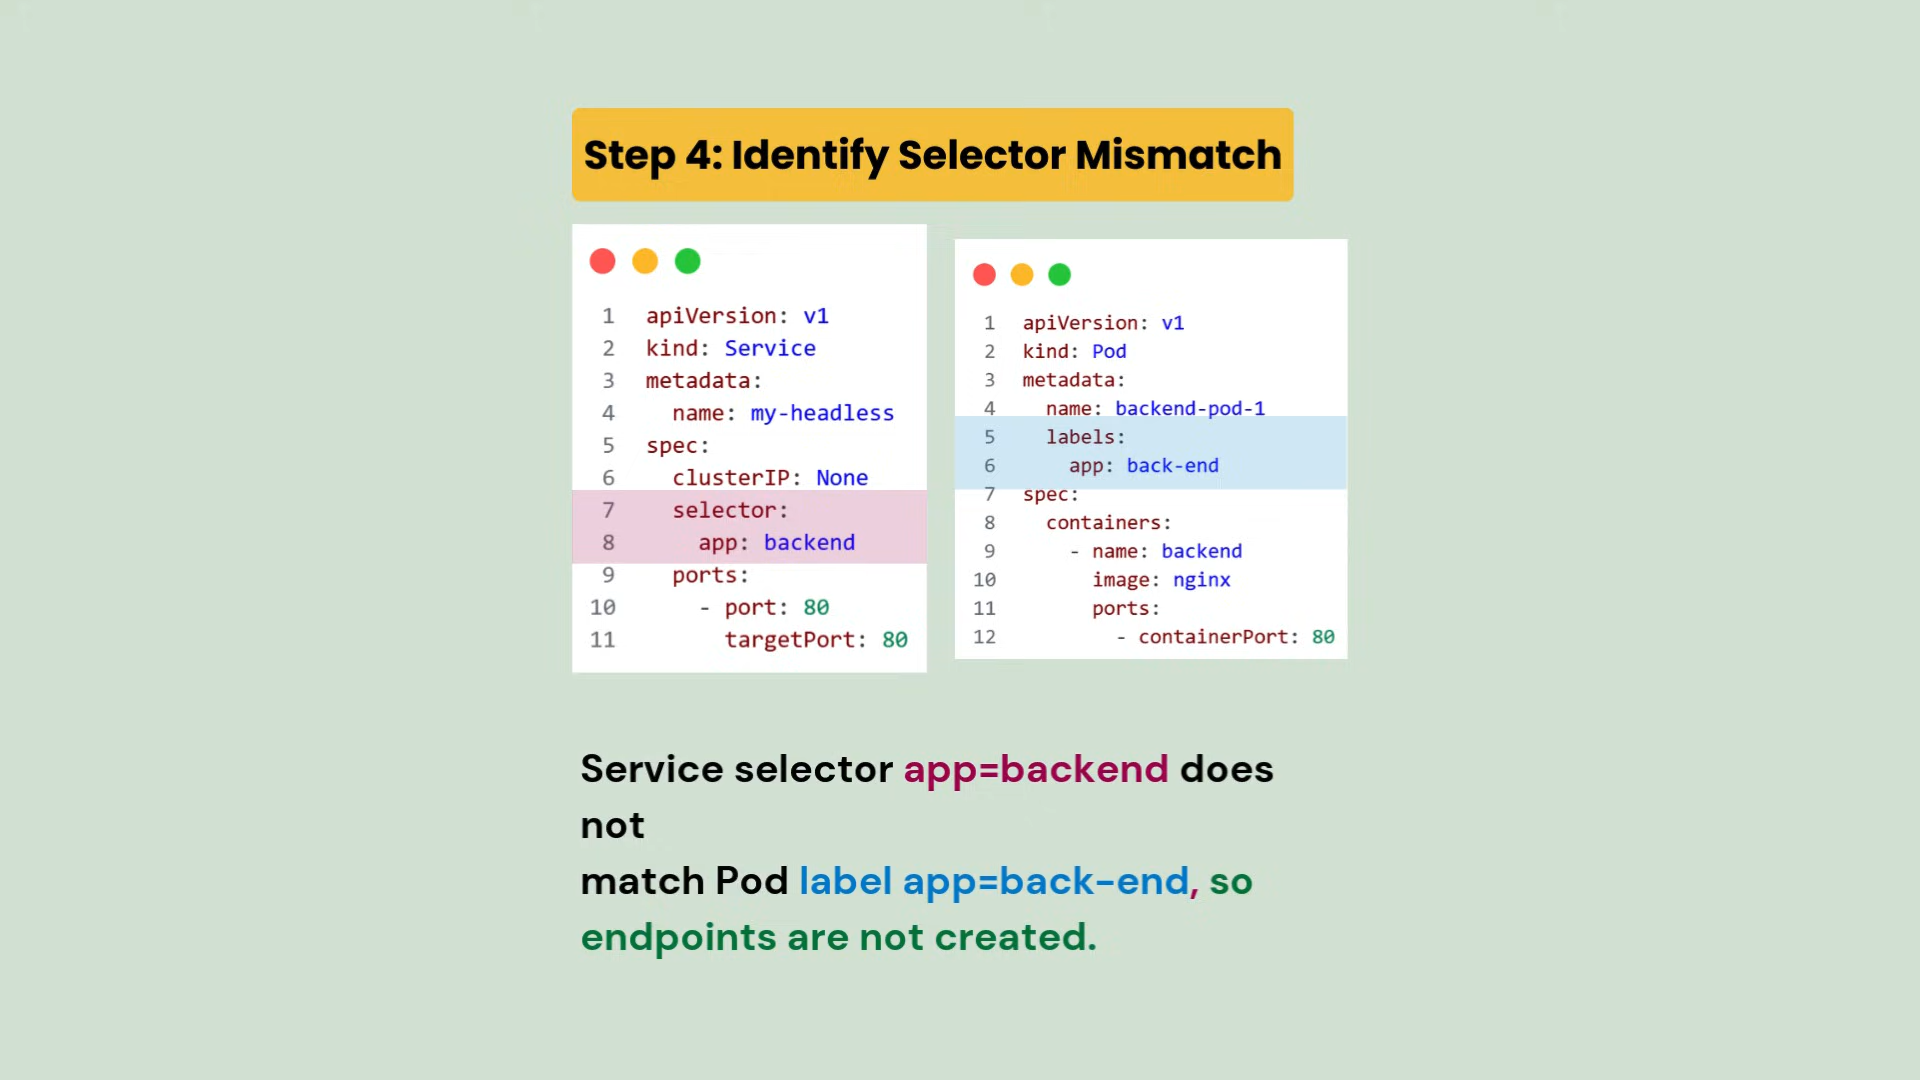 Step 4: Identify Selector Mismatch
1 apiVersion: v1
2 kind: Service
3 metadata:
4   name: my-headless
5 spec:
6   clusterIP: None
7   selector:
8     app: backend
9   ports:
10     - port: 80
11       targetPort: 80
1 apiVersion: v1
2 kind: Pod
3 metadata:
4   name: backend-pod-1
5   labels:
6     app: back-end
7 spec:
8   containers:
9     - name: backend
10       image: nginx
11       ports:
12         - containerPort: 80
Service selector app=backend does
not
match Pod label app=back-end, so
endpoints are not created.